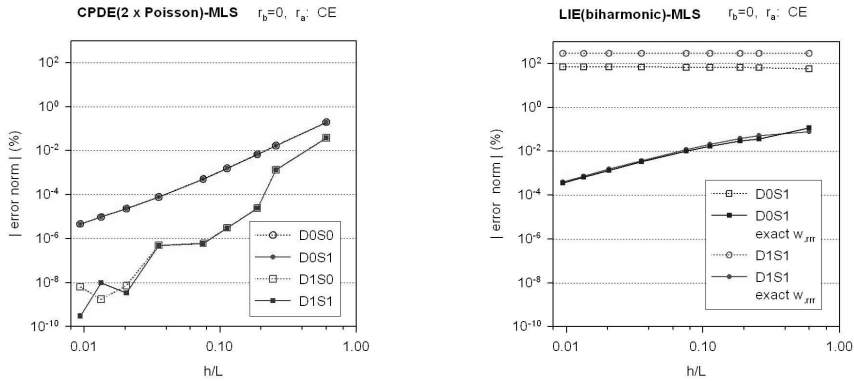 CPDE(2 x Poisson)-MLS r_b=0, r_a: CE
| error norm | (%)
10^2
10^0
10^-2
10^-4
10^-6
10^-8
10^-10
D0S0
D0S1
D1S0
D1S1
0.01 0.10 1.00
h/L
LIE(biharmonic)-MLS r_b=0, r_a: CE
| error norm | (%)
10^2
10^0
10^-2
10^-4
10^-6
10^-8
10^-10
D0S1
D0S1
exact w,rrr
D1S1
D1S1
exact w,rrr
0.01 0.10 1.00
h/L